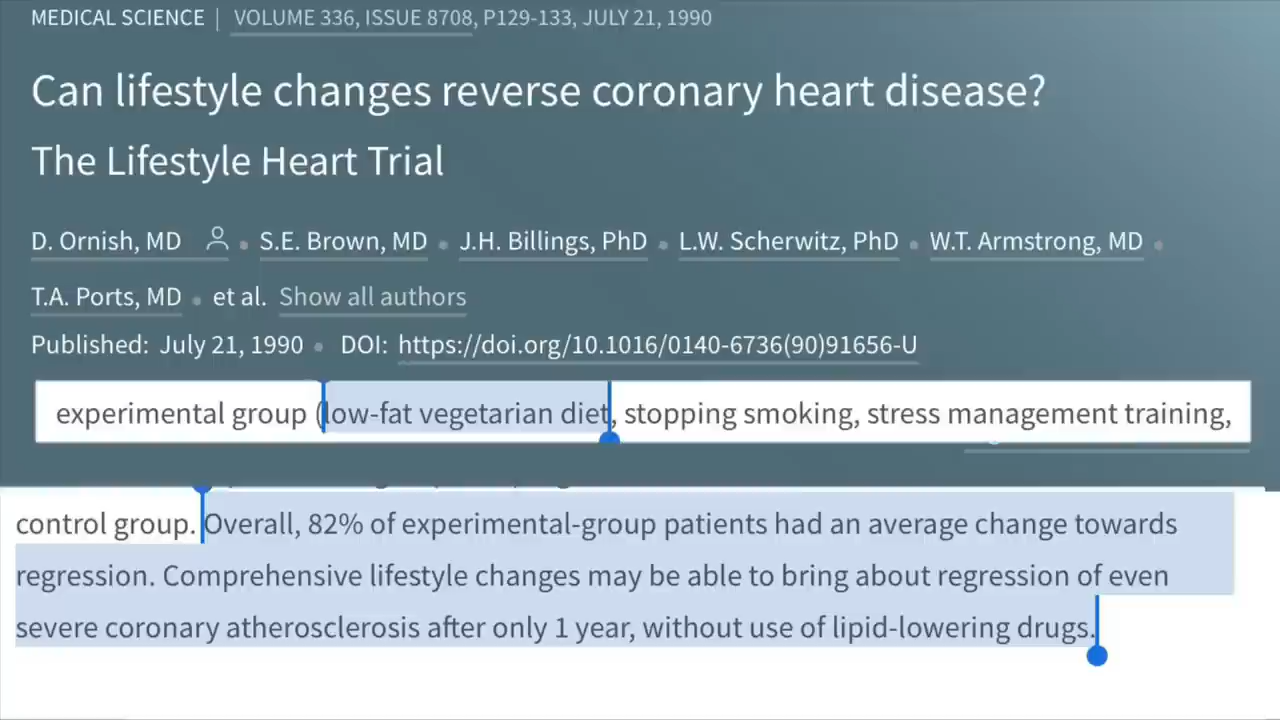 MEDICAL SCIENCE | VOLUME 336, ISSUE 8708, P129-133, JULY 21, 1990
Can lifestyle changes reverse coronary heart disease?
The Lifestyle Heart Trial
D. Ornish, MD • S.E. Brown, MD • J.H. Billings, PhD • L.W. Scherwitz, PhD • W.T. Armstrong, MD •
T.A. Ports, MD • et al. Show all authors
Published: July 21, 1990 • DOI: https://doi.org/10.1016/0140-6736(90)91656-U
experimental group (low-fat vegetarian diet, stopping smoking, stress management training,
control group. Overall, 82% of experimental-group patients had an average change towards
regression. Comprehensive lifestyle changes may be able to bring about regression of even
severe coronary atherosclerosis after only 1 year, without use of lipid-lowering drugs.